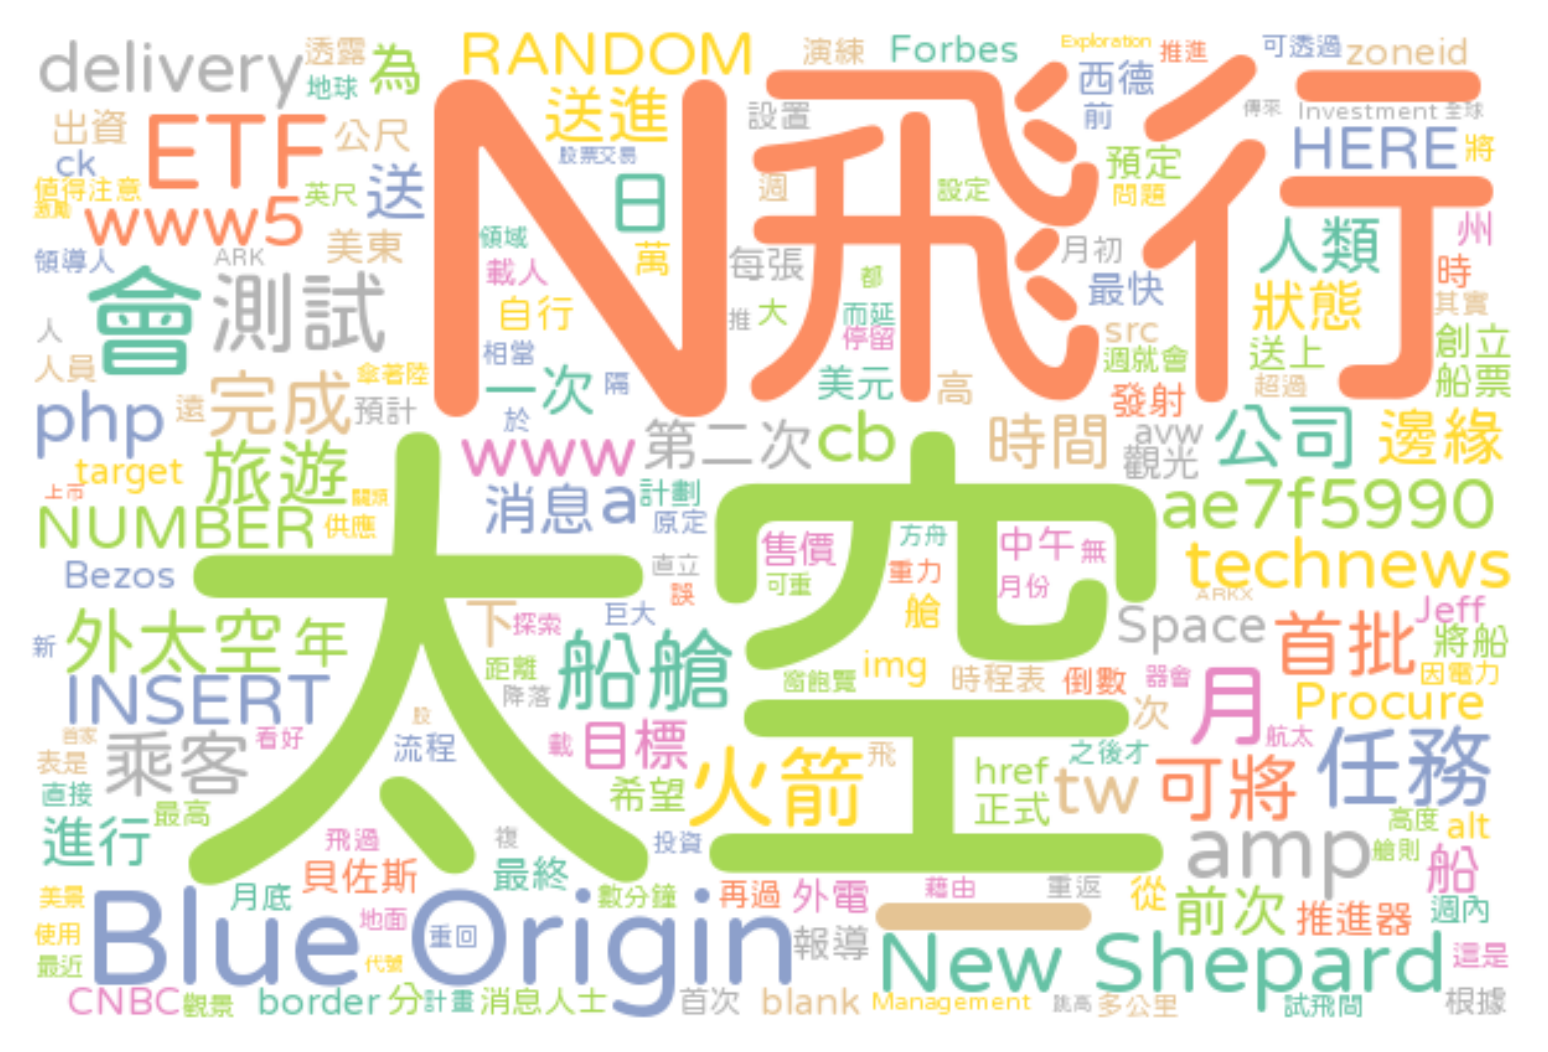 delivery
透露
地球
為
RANDOM
演練
Forbes
Exploration
推進
可透過
zoneid
西德
前
傳來
Investment
全球
出資
ETF
公尺
送進
設置
N飛行
HERE
將
ck
值得注意
激勵
英尺
送
股票交易
日
週
設定
預定
問題
www5
美東
領域
萬
每張
月初
人類
州
領導人
ARK
載人
都
最快
時
會
測試
自行
推
大
而延
停留
src
狀態
其實
人
相當
週就會
送上
創立
人員
完成
傘著陸
一次
隔
美元
高
發射
超過
船票
php
遠
預計
於
www
第二次
cb
時間
avw
觀光
公司
邊緣
target
旅遊
上市
關頻
消息
a
計劃
原定
ae7f5990
NUMBER
供應
太空
售價
方舟
中午
無
technews
Bezos
直立
可重
重力
月份
ARKX
誤
新
外太空
年
下
探索
巨大
艙
Space
首批
Jeff
將船
INSERT
距離
降落
船艙
窗飽覽
img
時程表
倒數
器會
月
因電力
Procure
首家
乘客
看好
股
流程
載
目標
次
航太
表是
直接
最高
希望
火箭
飛
href
正式
之後才
tw
可將
任務
進行
飛過
複
投資
amp
高度
alt
艙則
貝佐斯
最終
船
美景
月底
數分鐘
再過
外電
藉由
重返
從
前次
推進器
週內
使用
Blue Origin
地面
重回
一
最近
代號
報導
New Shepard
這是
CNBC
觀景
border
分
計畫
消息人士
首次
blank
Management
跳高
多公里
試飛間
根據